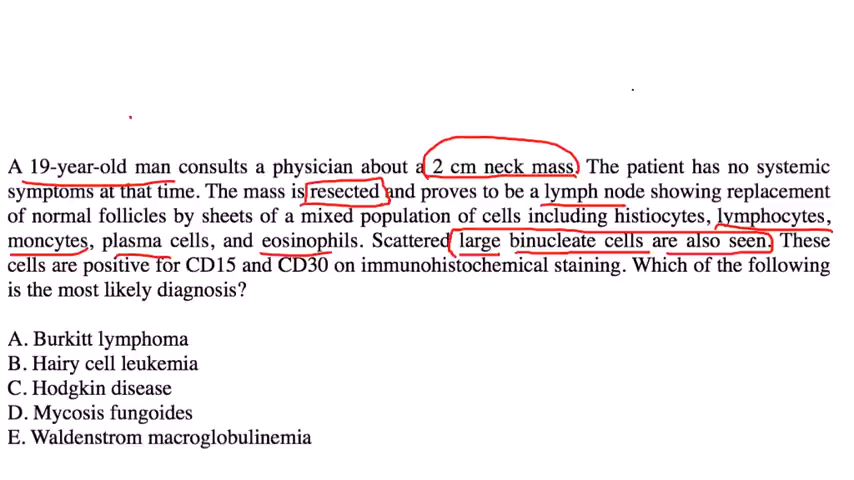 A 19-year-old man consults a physician about a 2 cm neck mass. The patient has no systemic
symptoms at that time. The mass is resected and proves to be a lymph node showing replacement
of normal follicles by sheets of a mixed population of cells including histiocytes, lymphocytes,
moncytes, plasma cells, and eosinophils. Scattered large binucleate cells are also seen. These
cells are positive for CD15 and CD30 on immunohistochemical staining. Which of the following
is the most likely diagnosis?
A. Burkitt lymphoma
B. Hairy cell leukemia
C. Hodgkin disease
D. Mycosis fungoides
E. Waldenstrom macroglobulinemia